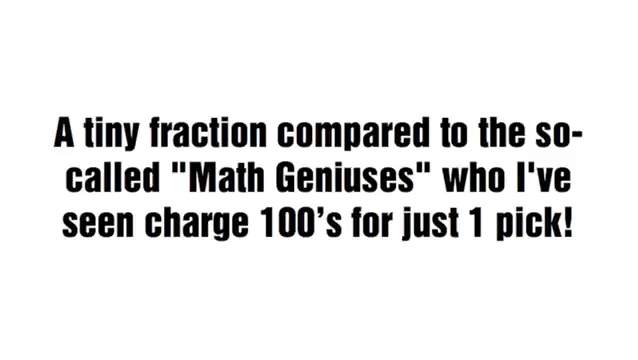 A tiny fraction compared to the so-
called "Math Geniuses" who I've
seen charge 100’s for just 1 pick!